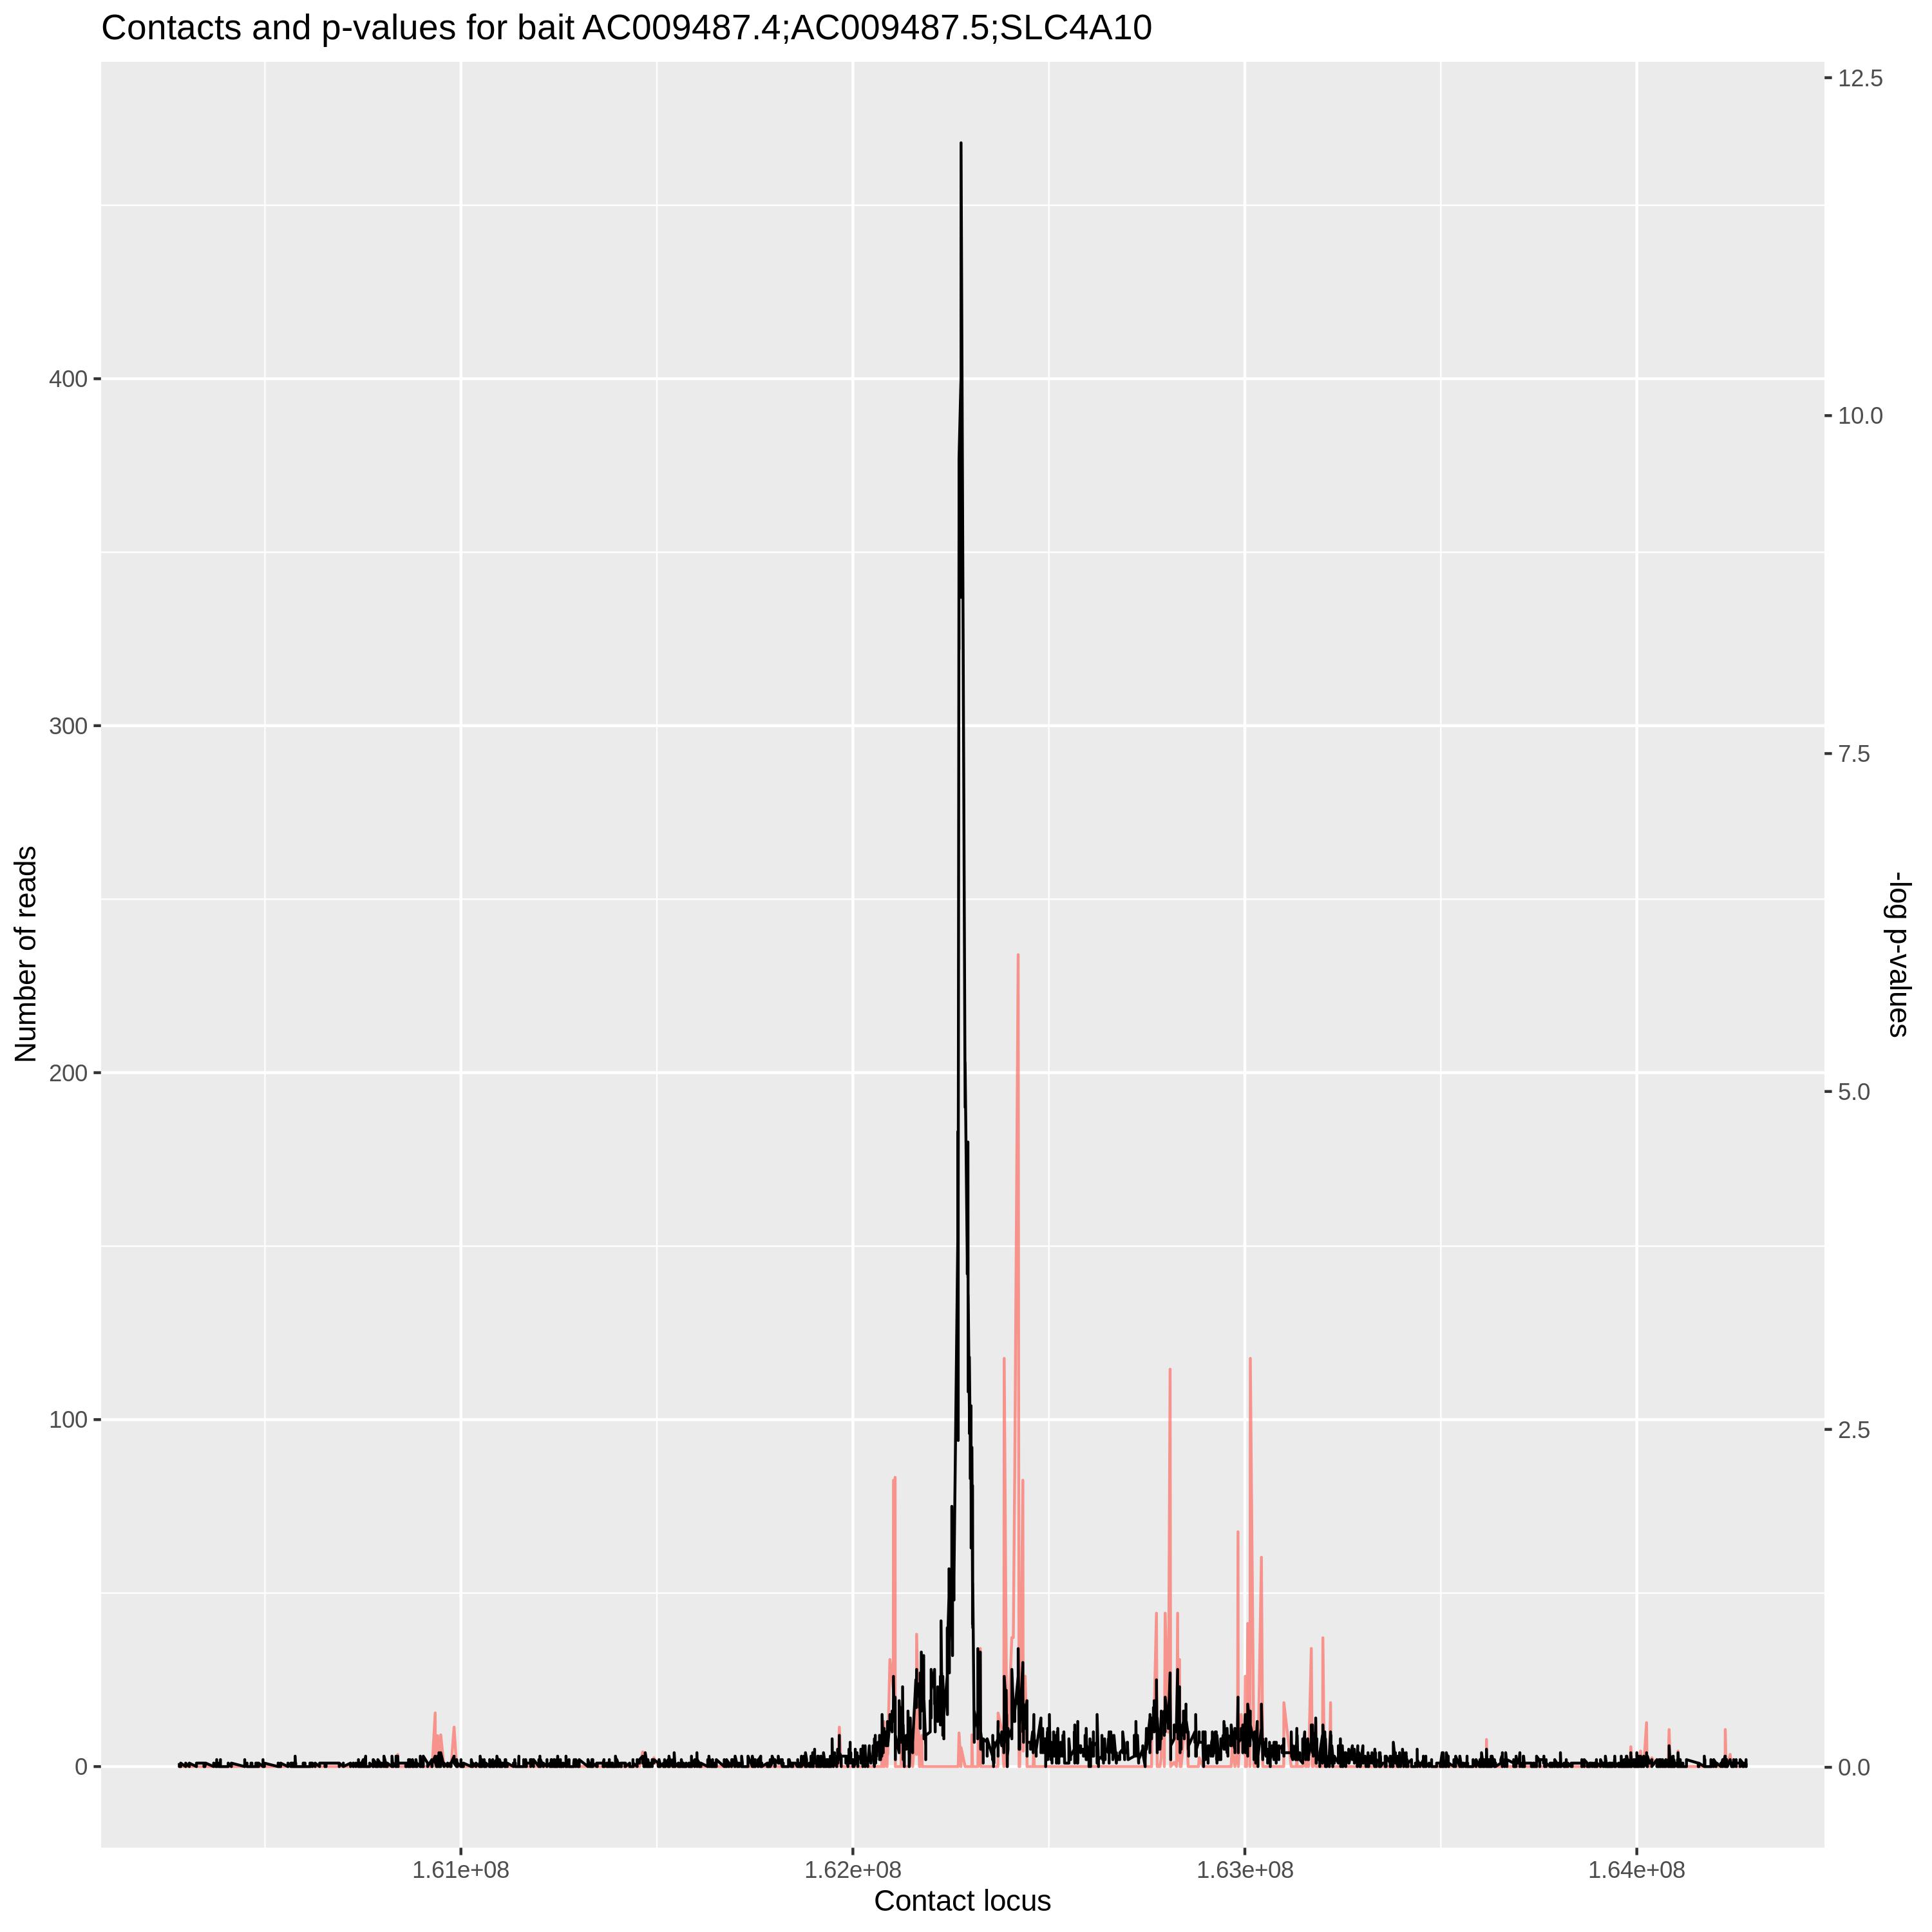 Contacts and p-values for bait AC009487.4;AC009487.5;SLC4A10
12.5
10.0
7.5
5.0
2.5
0.0
-log p-values
400
300
200
100
0
Number of reads
1.61e+08 1.62e+08 1.63e+08 1.64e+08
Contact locus